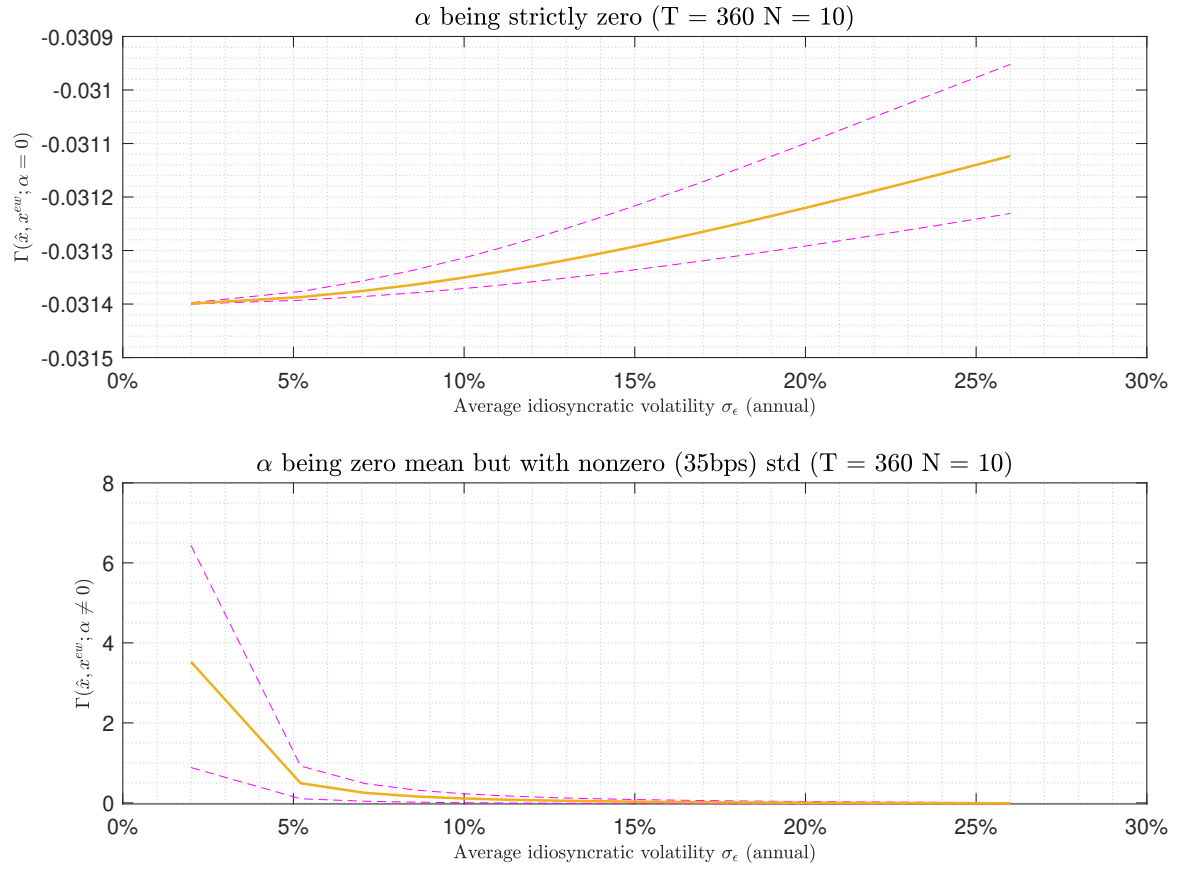 α being strictly zero (T = 360 N = 10)
-0.0309
-0.031
-0.0311
-0.0312
-0.0313
-0.0314
-0.0315
Γ(x̂, x^{ew}; α = 0)
0% 5% 10% 15% 20% 25% 30%
Average idiosyncratic volatility σ_ϵ (annual)
α being zero mean but with nonzero (35bps) std (T = 360 N = 10)
8
6
4
2
0
Γ(x̂, x^{ew}; α ≠ 0)
0% 5% 10% 15% 20% 25% 30%
Average idiosyncratic volatility σ_ϵ (annual)